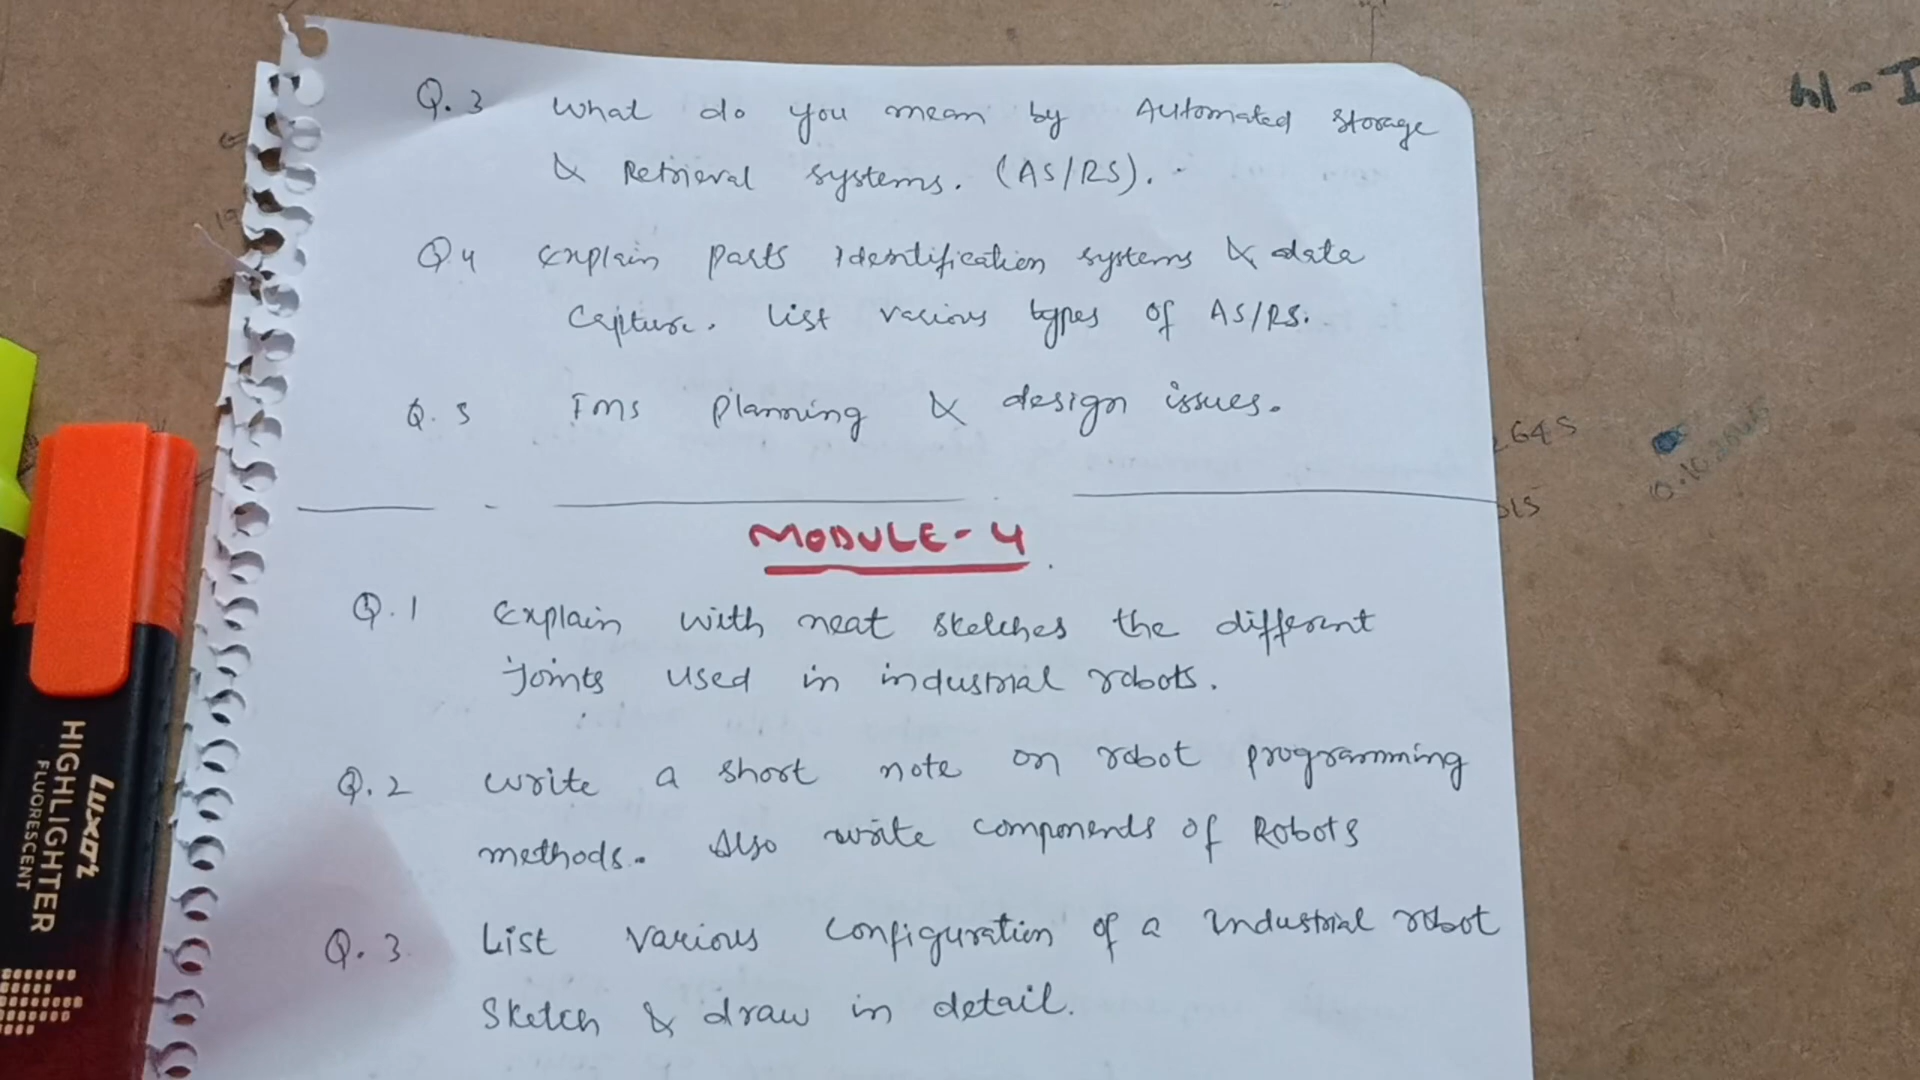 Q.3 What do you mean by Automated Storage
& Retrieval systems. (AS/RS).
Q4 Explain parts Identification systems & data
Capture. List various types of AS/RS.
Q.5 FMS planning & design issues.
MODULE-4
Q.1 Explain with neat sketches the different
joints used in industrial robots.
Q.2 Write a short note on robot programming
methods. Also write components of Robots
Q.3. List various configuration of a industrial robot
Sketch & draw in detail.
Luxor
HIGHLIGHTER
FLUORESCENT